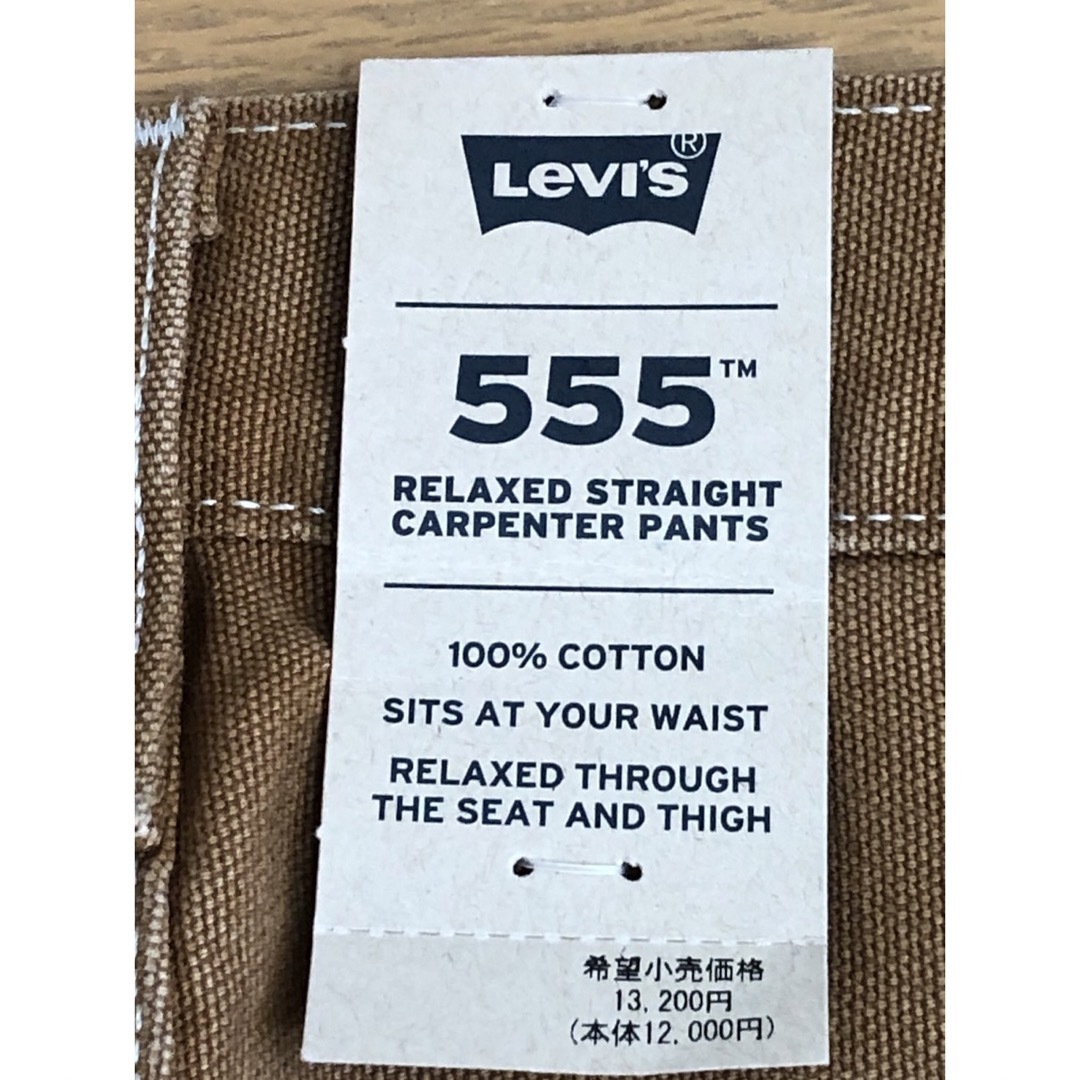 LEVI'S®
555™
RELAXED STRAIGHT
CARPENTER PANTS
100% COTTON
SITS AT YOUR WAIST
RELAXED THROUGH
THE SEAT AND THIGH
希望小売価格
13,200円
(本体12,000円)